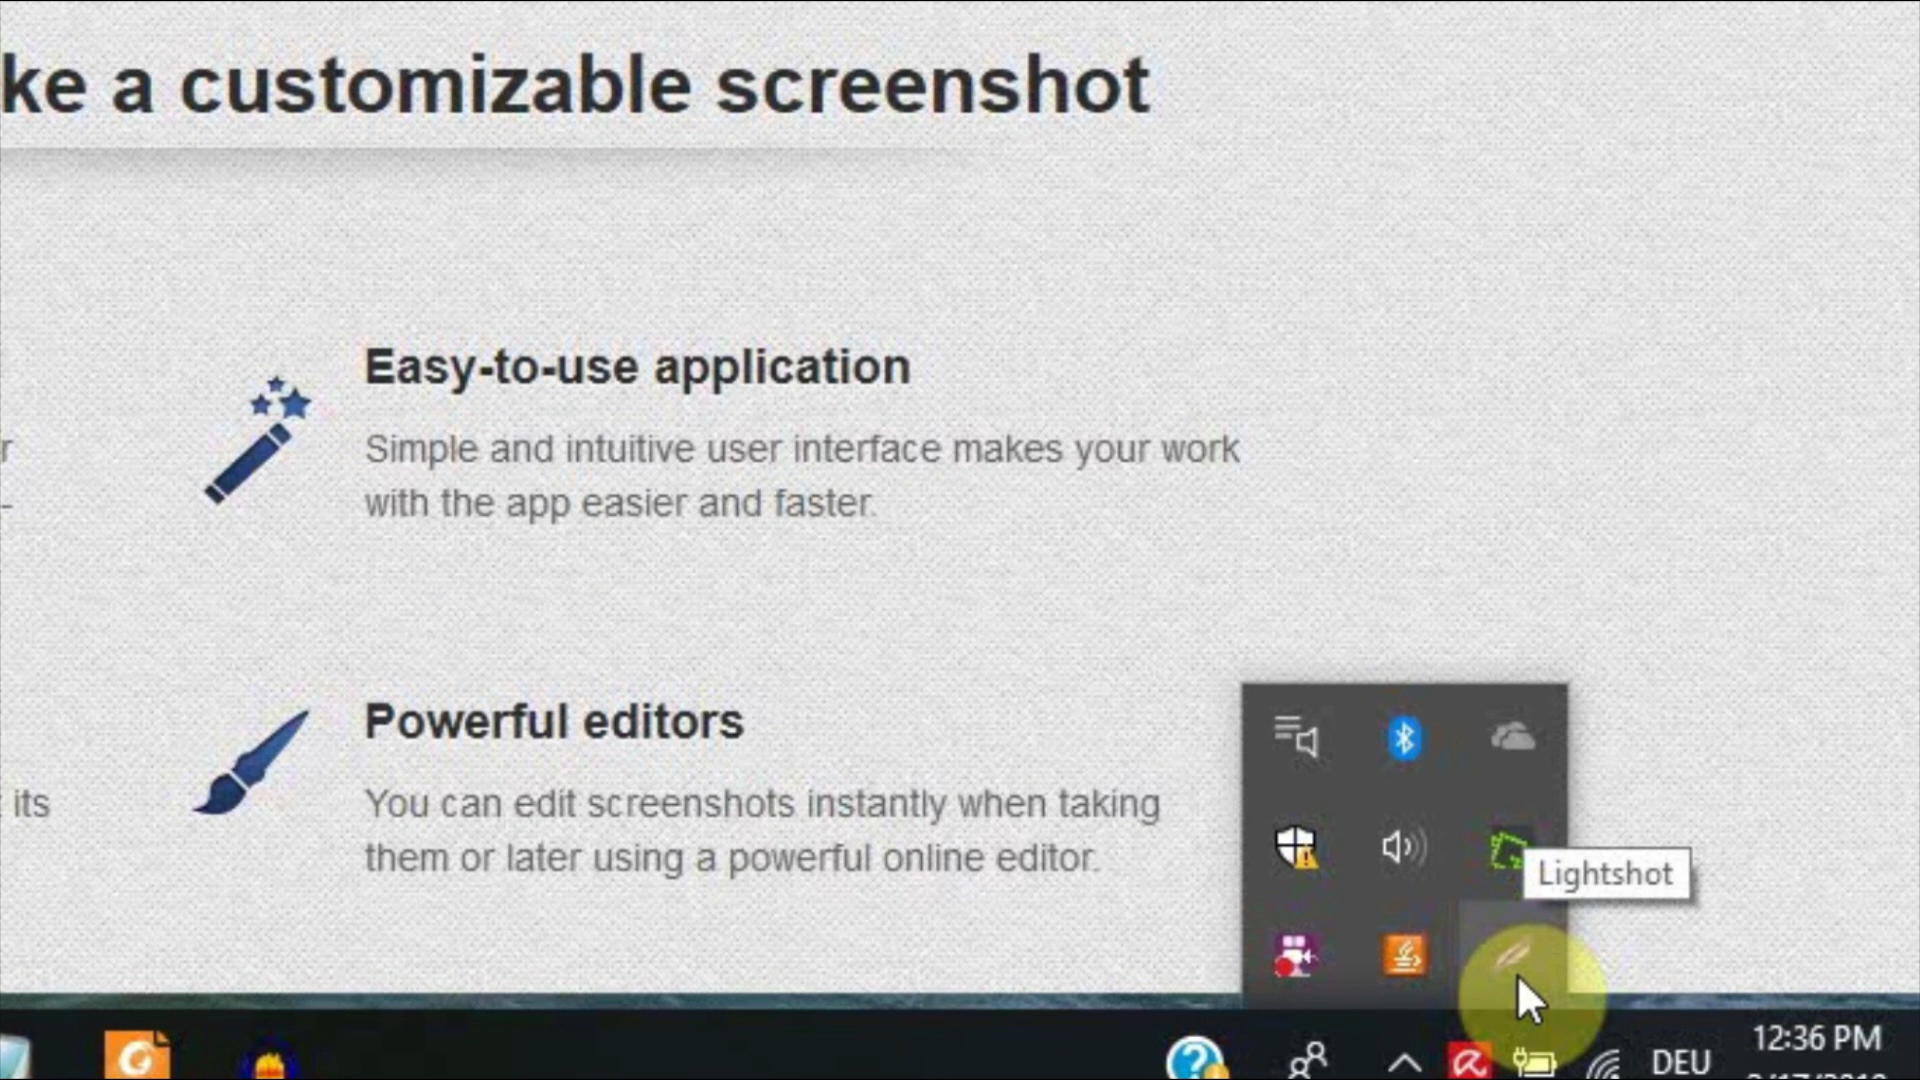 ke a customizable screenshot
Easy-to-use application
r
Simple and intuitive user interface makes your work
-
with the app easier and faster.
Powerful editors
its
You can edit screenshots instantly when taking
them or later using a powerful online editor.
Lightshot
12:36 PM
DEU